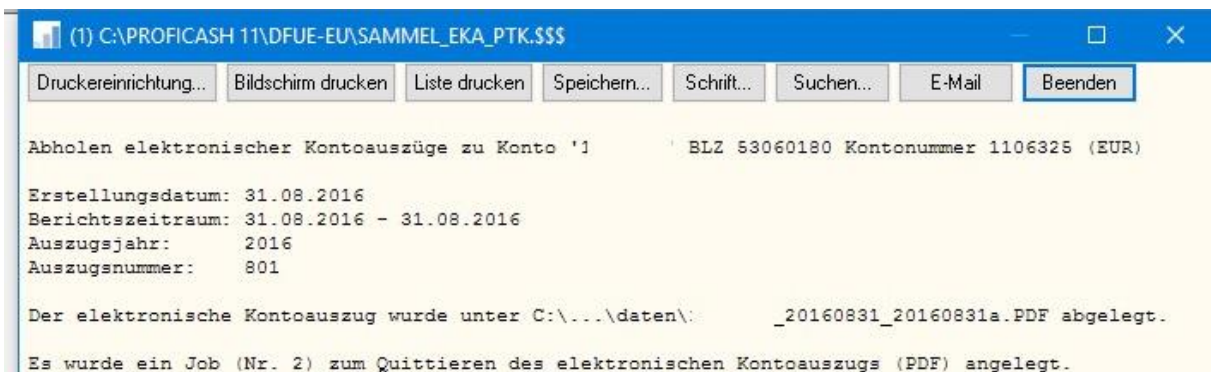 (1) C:\PROFICASH 11\DFUE-EU\SAMMEL_EKA_PTK.$$$
Druckereinrichtung... Bildschirm drucken Liste drucken Speichern... Schrift... Suchen... E-Mail Beenden
Abholen elektronischer Kontoauszüge zu Konto '1 ' BLZ 53060180 Kontonummer 1106325 (EUR)
Erstellungsdatum: 31.08.2016
Berichtszeitraum: 31.08.2016 - 31.08.2016
Auszugsjahr: 2016
Auszugsnummer: 801
Der elektronische Kontoauszug wurde unter C:\...\daten\ _20160831_20160831a.PDF abgelegt.
Es wurde ein Job (Nr. 2) zum Quittieren des elektronischen Kontoauszugs (PDF) angelegt.